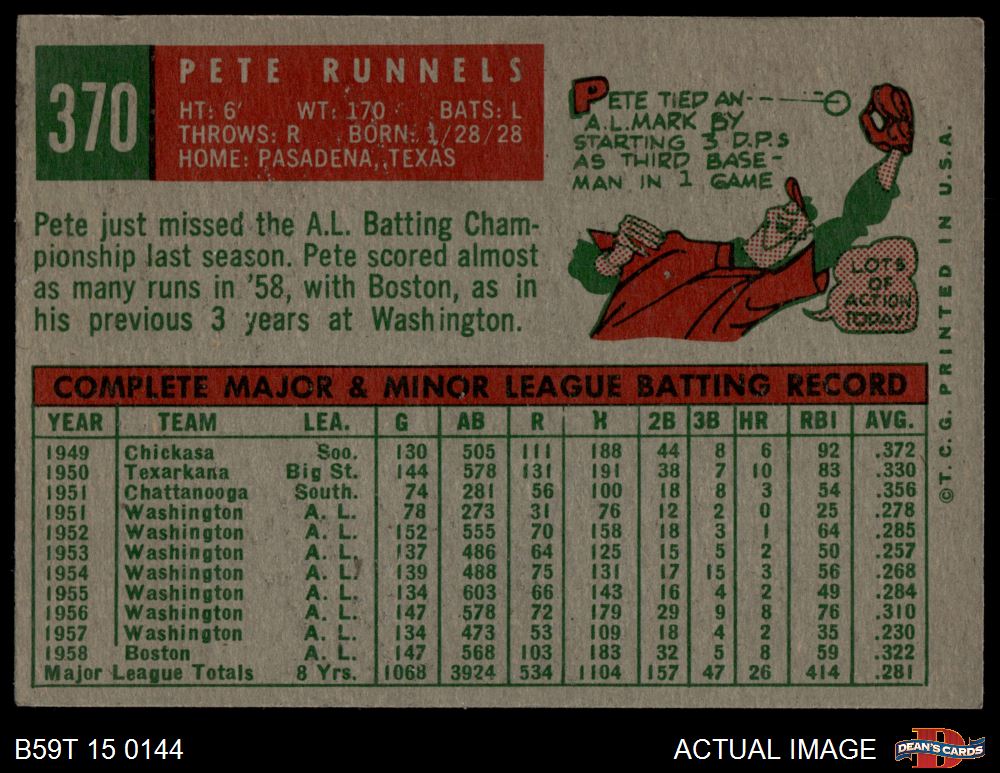 370
PETE RUNNELS
HT: 6' WT: 170 BATS: L
THROWS: R BORN: 1/28/28
HOME: PASADENA, TEXAS
PETE TIED AN
A.L. MARK BY
STARTING 3 D.P.S
AS THIRD BASE-
MAN IN 1 GAME
LOTS
OF
ACTION
TODAY!
Pete just missed the A.L. Batting Cham-
pionship last season. Pete scored almost
as many runs in '58, with Boston, as in
his previous 3 years at Washington.
COMPLETE MAJOR & MINOR LEAGUE BATTING RECORD
YEAR TEAM LEA. G AB R H 2B 3B HR RBI AVG.
1949 Chickasa Soo. 130 505 111 188 44 8 6 92 .372
1950 Texarkana Big St. 144 578 131 191 38 7 10 83 .330
1951 Chattanooga South. 74 281 56 100 18 8 3 54 .356
1951 Washington A. L. 78 273 31 76 12 2 0 25 .278
1952 Washington A. L. 152 555 70 158 18 3 1 64 .285
1953 Washington A. L. 137 486 64 125 15 5 2 50 .257
1954 Washington A. L. 139 488 75 131 17 15 3 56 .268
1955 Washington A. L. 134 603 66 143 16 4 2 49 .284
1956 Washington A. L. 147 578 72 179 29 9 8 76 .310
1957 Washington A. L. 134 473 53 109 18 4 2 35 .230
1958 Boston A. L. 147 568 103 183 32 5 8 59 .322
Major League Totals 8 Yrs. 1068 3924 534 1104 157 47 26 414 .281
©T. C. G. PRINTED IN U.S.A.
B59T 15 0144
ACTUAL IMAGE
D
DEAN'S CARDS